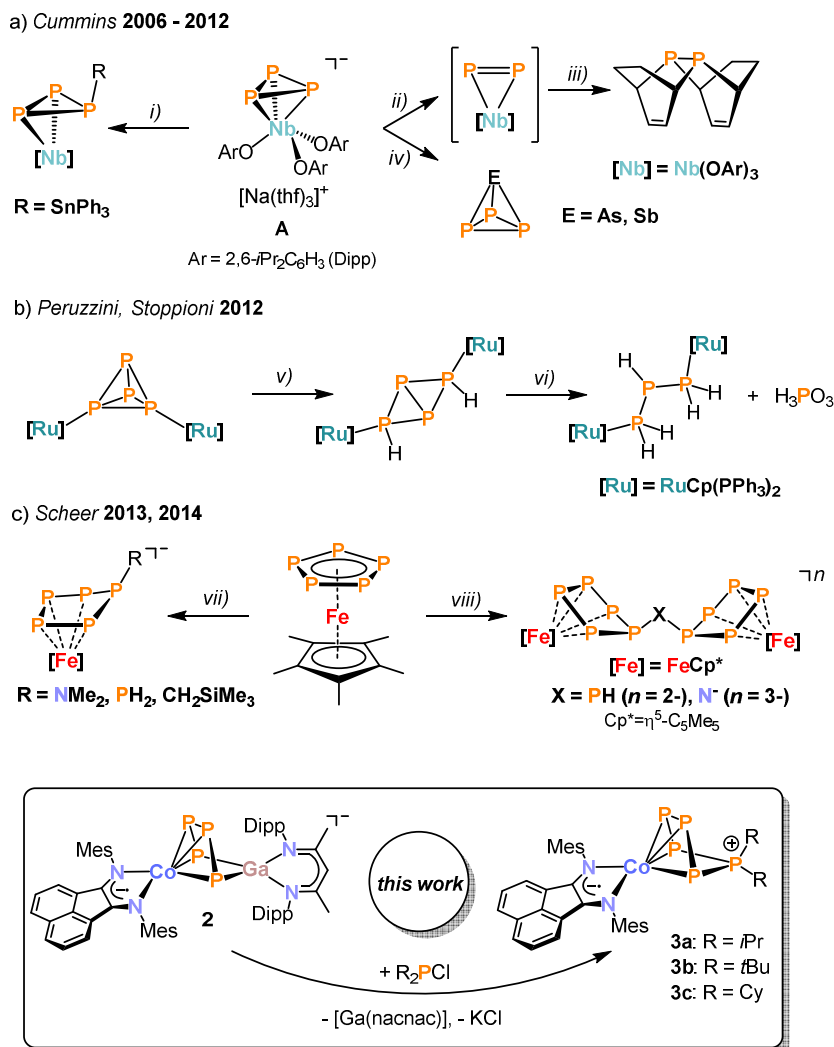 a) Cummins 2006 - 2012
R
P
P
P
[Nb]
R = SnPh₃
i)
P
P
P
Nb
ArO
OAr
OAr
⁻
[Na(thf)₃]⁺
A
Ar = 2,6-iPr₂C₆H₃ (Dipp)
ii)
iv)
P
P
[Nb]
iii)
P
P
[Nb] = Nb(OAr)₃
E
P
P
P
E = As, Sb
b) Peruzzini, Stoppioni 2012
P
P
P
P
[Ru]
[Ru]
v)
[Ru]
P
P
H
P
[Ru]
P
H
vi)
[Ru]
H
P
P
H
H
[Ru]
P
H
H
+ H₃PO₃
[Ru] = RuCp(PPh₃)₂
c) Scheer 2013, 2014
R
⁻
P
P
P
P
P
[Fe]
R = NMe₂, PH₂, CH₂SiMe₃
vii)
P
P
P
P
P
Fe
viii)
n
P
P
P
P
P
X
P
P
P
P
P
[Fe]
[Fe]
[Fe] = FeCp*
X = PH (n = 2-), N⁻ (n = 3-)
Cp*=η⁵-C₅Me₅
Mes
N
N
Mes
Co
P
P
P
P
Ga
Dipp
N
N
Dipp
⁻
2
this work
+ R₂PCl
- [Ga(nacnac)], - KCl
Mes
N
N
Mes
Co
P
P
P
P
P
⊕
R
R
3a: R = iPr
3b: R = tBu
3c: R = Cy